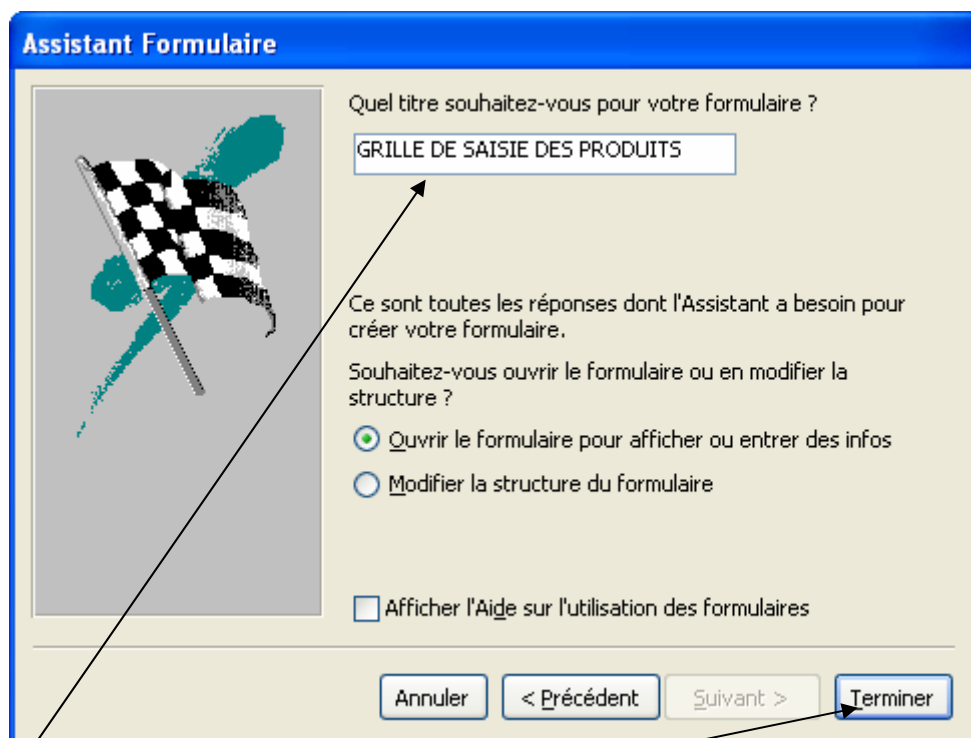 Assistant Formulaire
Quel titre souhaitez-vous pour votre formulaire ?
GRILLE DE SAISIE DES PRODUITS
Ce sont toutes les réponses dont l'Assistant a besoin pour
créer votre formulaire.
Souhaitez-vous ouvrir le formulaire ou en modifier la
structure ?
Ouvrir le formulaire pour afficher ou entrer des infos
Modifier la structure du formulaire
Afficher l'Aide sur l'utilisation des formulaires
Annuler < Précédent Suivant > Terminer